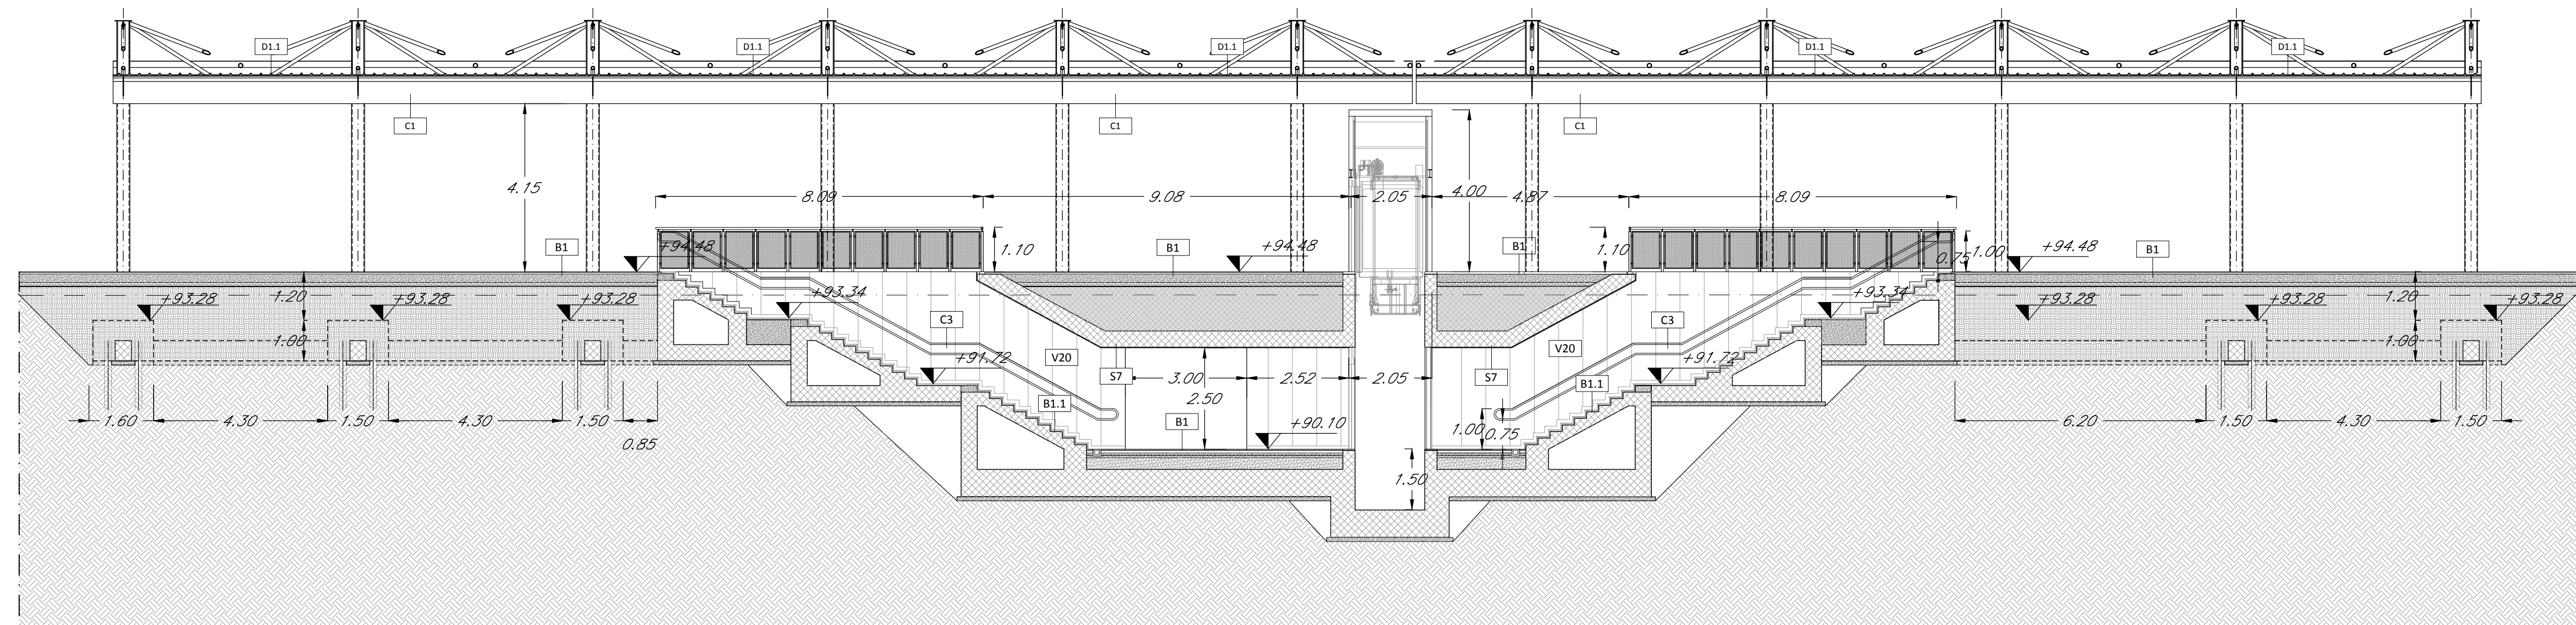 D1.1 D1.1 D1.1 D1.1 D1.1
C1 C1 C1
4.15 8.09 9.08 2.05 4.00 4.87 8.09
B1 +94.48 1.10 B1 +94.48 B1 1.10 1.00 0.75 +94.48 B1
1.20 +93.28 +93.28 +93.28 +93.34 +93.34 +93.28 +93.28 1.20 +93.28
1.00 C3 C3 1.00
+91.72 V20 V20 +91.72
S7 3.00 2.52 2.05 S7
2.50 B1.1 B1.1
1.60 4.30 1.50 4.30 1.50 B1 +90.10 1.00 0.75 6.20 1.50 4.30 1.50
0.85
1.50